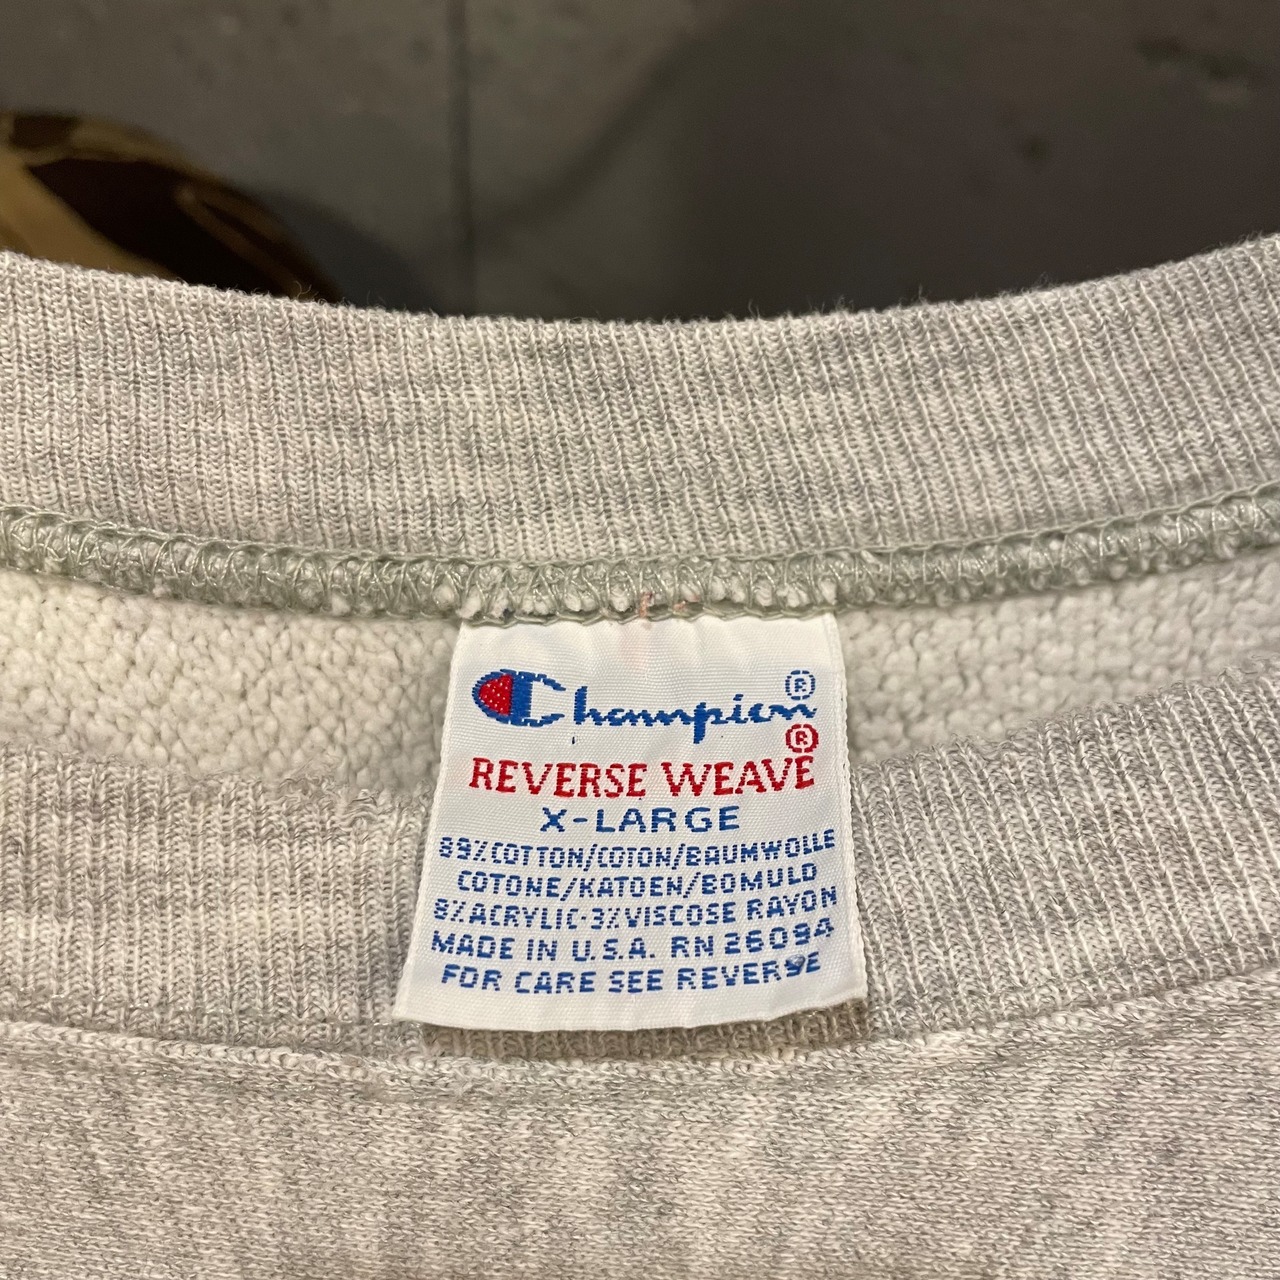 Champion®
REVERSE WEAVE®
X-LARGE
89% COTTON/COTON/BAUMWOLLE
COTONE/KATOEN/BOMULD
8% ACRYLIC-3% VISCOSE RAYON
MADE IN U.S.A. RN 26094
FOR CARE SEE REVERSE